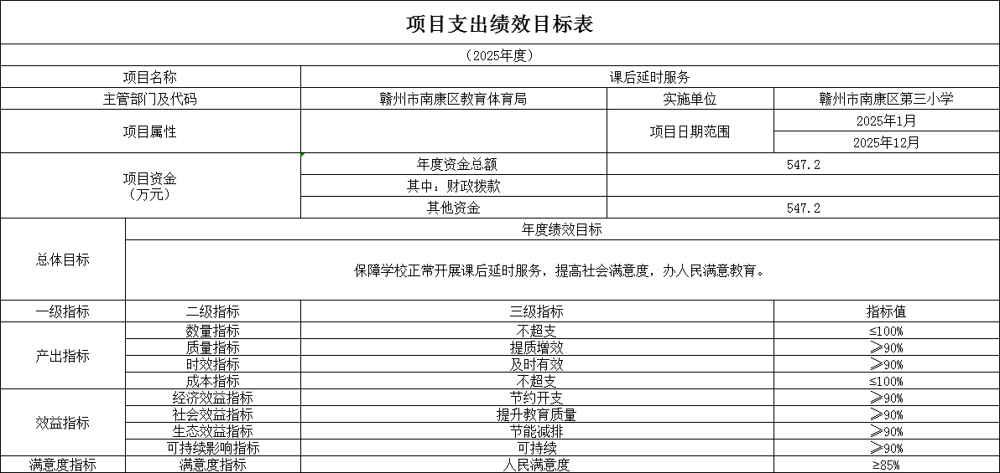 项目支出绩效目标表
（2025年度）
项目名称 课后延时服务
主管部门及代码 赣州市南康区教育体育局 实施单位 赣州市南康区第三小学
项目属性 项目日期范围 2025年1月
2025年12月
项目资金
（万元） 年度资金总额 547.2
其中：财政拨款
其他资金 547.2
总体目标 年度绩效目标
保障学校正常开展课后延时服务，提高社会满意度，办人民满意教育。
一级指标 二级指标 三级指标 指标值
产出指标 数量指标 不超支 ≤100%
质量指标 提质增效 ⩾90%
时效指标 及时有效 ⩾90%
成本指标 不超支 ≤100%
效益指标 经济效益指标 节约开支 ⩾90%
社会效益指标 提升教育质量 ⩾90%
生态效益指标 节能减排 ⩾90%
可持续影响指标 可持续 ⩾90%
满意度指标 满意度指标 人民满意度 ≥85%